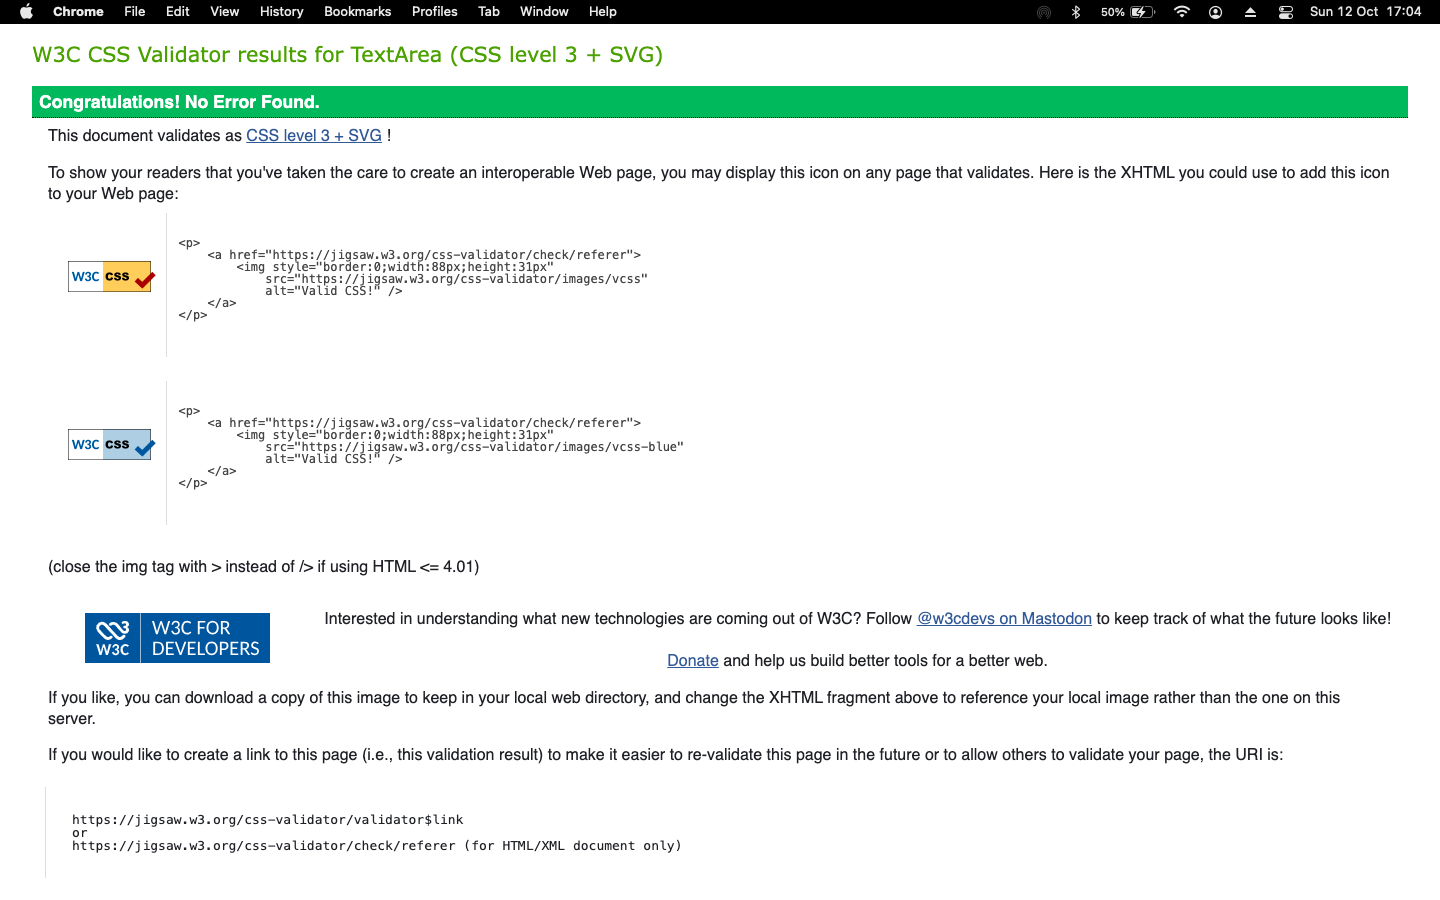 Chrome File Edit View History Bookmarks Profiles Tab Window Help 50% Sun 12 Oct 17:04
W3C CSS Validator results for TextArea (CSS level 3 + SVG)
Congratulations! No Error Found.
This document validates as CSS level 3 + SVG !
To show your readers that you've taken the care to create an interoperable Web page, you may display this icon on any page that validates. Here is the XHTML you could use to add this icon
to your Web page:
W3C css
<p>
    <a href="https://jigsaw.w3.org/css-validator/check/referer">
        <img style="border:0;width:88px;height:31px"
            src="https://jigsaw.w3.org/css-validator/images/vcss"
            alt="Valid CSS!" />
    </a>
</p>
W3C css
<p>
    <a href="https://jigsaw.w3.org/css-validator/check/referer">
        <img style="border:0;width:88px;height:31px"
            src="https://jigsaw.w3.org/css-validator/images/vcss-blue"
            alt="Valid CSS!" />
    </a>
</p>
(close the img tag with > instead of /> if using HTML <= 4.01)
W3C
W3C FOR
DEVELOPERS
Interested in understanding what new technologies are coming out of W3C? Follow @w3cdevs on Mastodon to keep track of what the future looks like!
Donate and help us build better tools for a better web.
If you like, you can download a copy of this image to keep in your local web directory, and change the XHTML fragment above to reference your local image rather than the one on this
server.
If you would like to create a link to this page (i.e., this validation result) to make it easier to re-validate this page in the future or to allow others to validate your page, the URI is:
https://jigsaw.w3.org/css-validator/validator$link
or
https://jigsaw.w3.org/css-validator/check/referer (for HTML/XML document only)